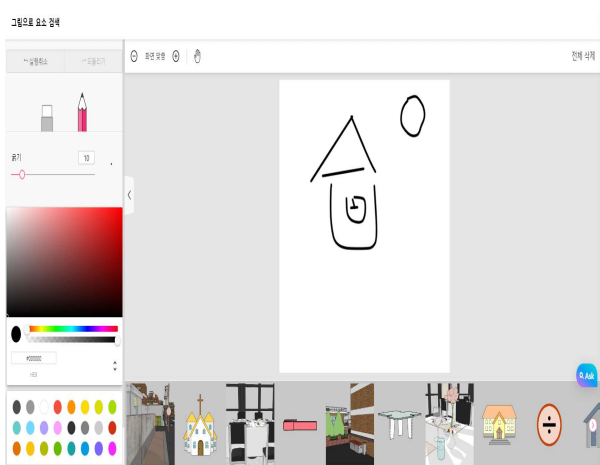 그림으로 요소 검색
실행취소
되돌리기
화면 맞춤
전체 삭제
굵기
10
#000000
HEX
Ask